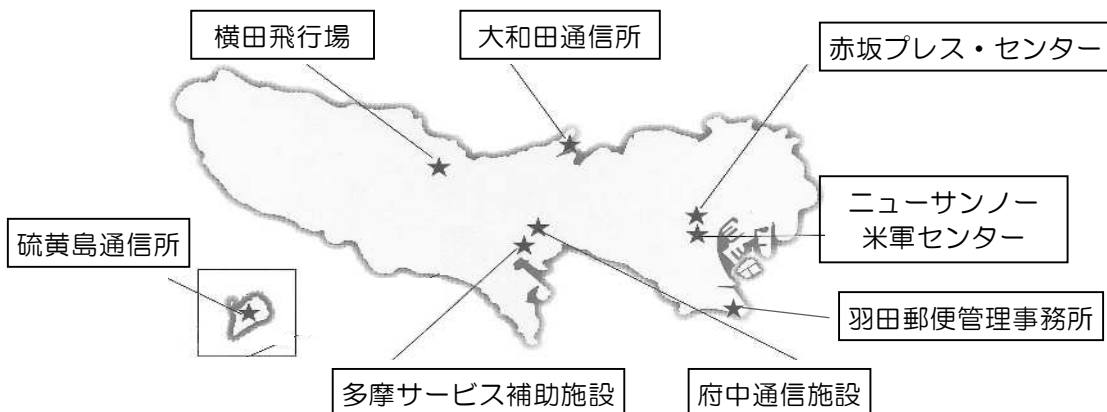 横田飛行場
大和田通信所
赤坂プレス・センター
ニューサンノー
米軍センター
硫黄島通信所
羽田郵便管理事務所
多摩サービス補助施設
府中通信施設